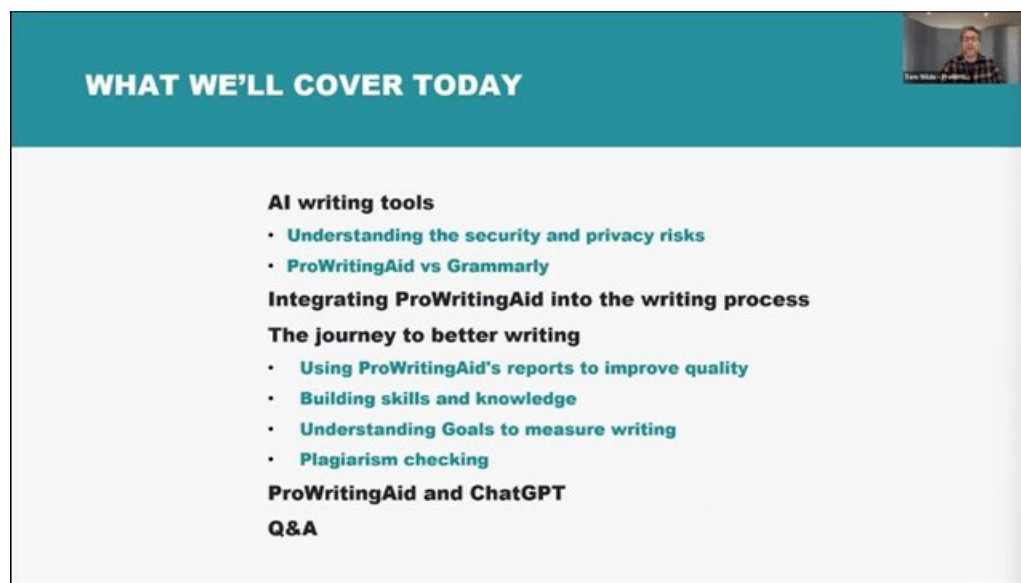 WHAT WE'LL COVER TODAY
AI writing tools
• Understanding the security and privacy risks
• ProWritingAid vs Grammarly
Integrating ProWritingAid into the writing process
The journey to better writing
• Using ProWritingAid's reports to improve quality
• Building skills and knowledge
• Understanding Goals to measure writing
• Plagiarism checking
ProWritingAid and ChatGPT
Q&A